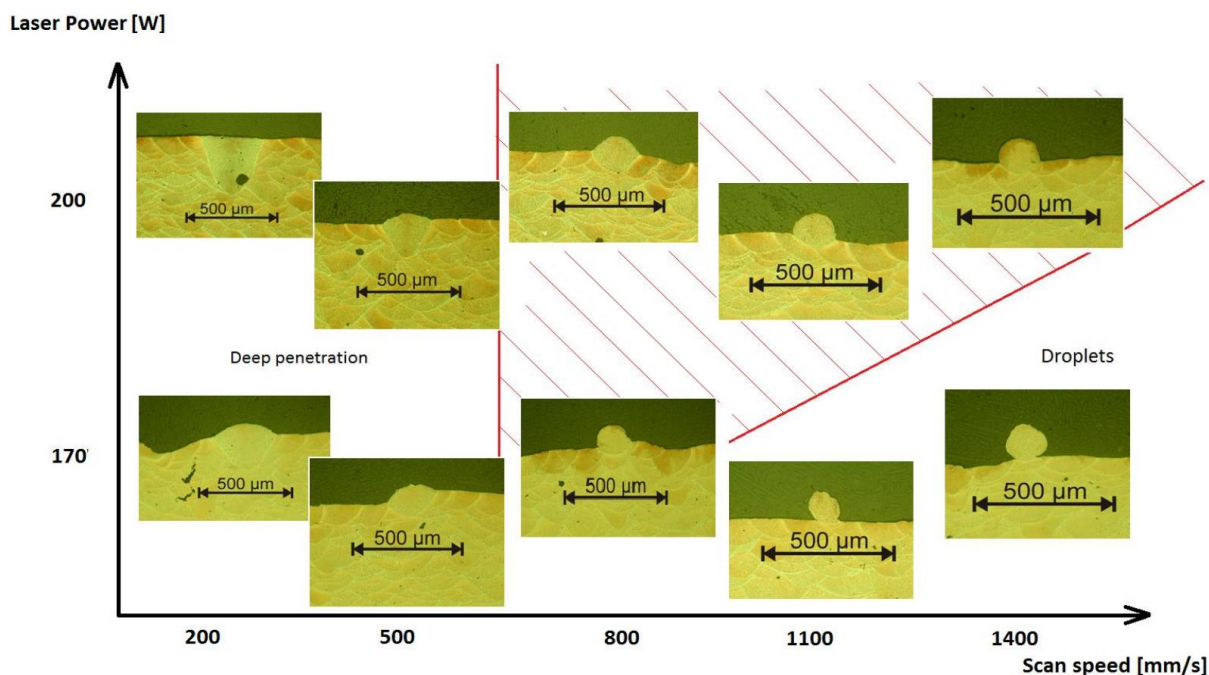 Laser Power [W]
200
500 µm
500 µm
500 µm
500 µm
500 µm
Deep penetration
Droplets
170
500 µm
500 µm
500 µm
500 µm
500 µm
200
500
800
1100
1400
Scan speed [mm/s]